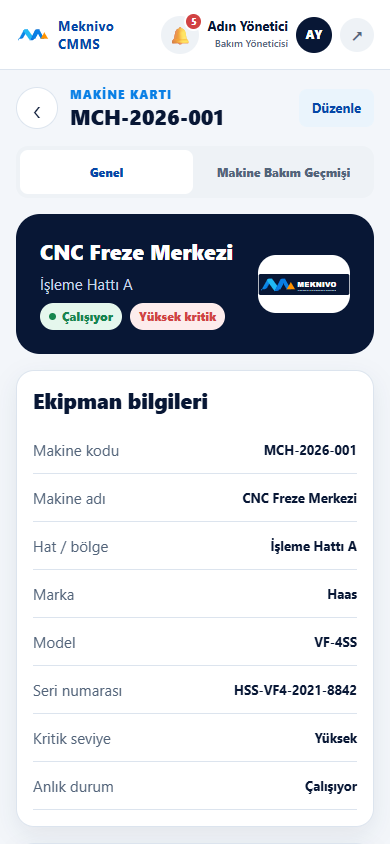 Meknivo
CMMS
5
Adın Yönetici
Bakım Yöneticisi
AY
↗
‹
MAKİNE KARTI
MCH-2026-001
Düzenle
Genel
Makine Bakım Geçmişi
CNC Freze Merkezi
İşleme Hattı A
Çalışıyor
Yüksek kritik
MEKNIVO
Ekipman bilgileri
Makine kodu MCH-2026-001
Makine adı CNC Freze Merkezi
Hat / bölge İşleme Hattı A
Marka Haas
Model VF-4SS
Seri numarası HSS-VF4-2021-8842
Kritik seviye Yüksek
Anlık durum Çalışıyor